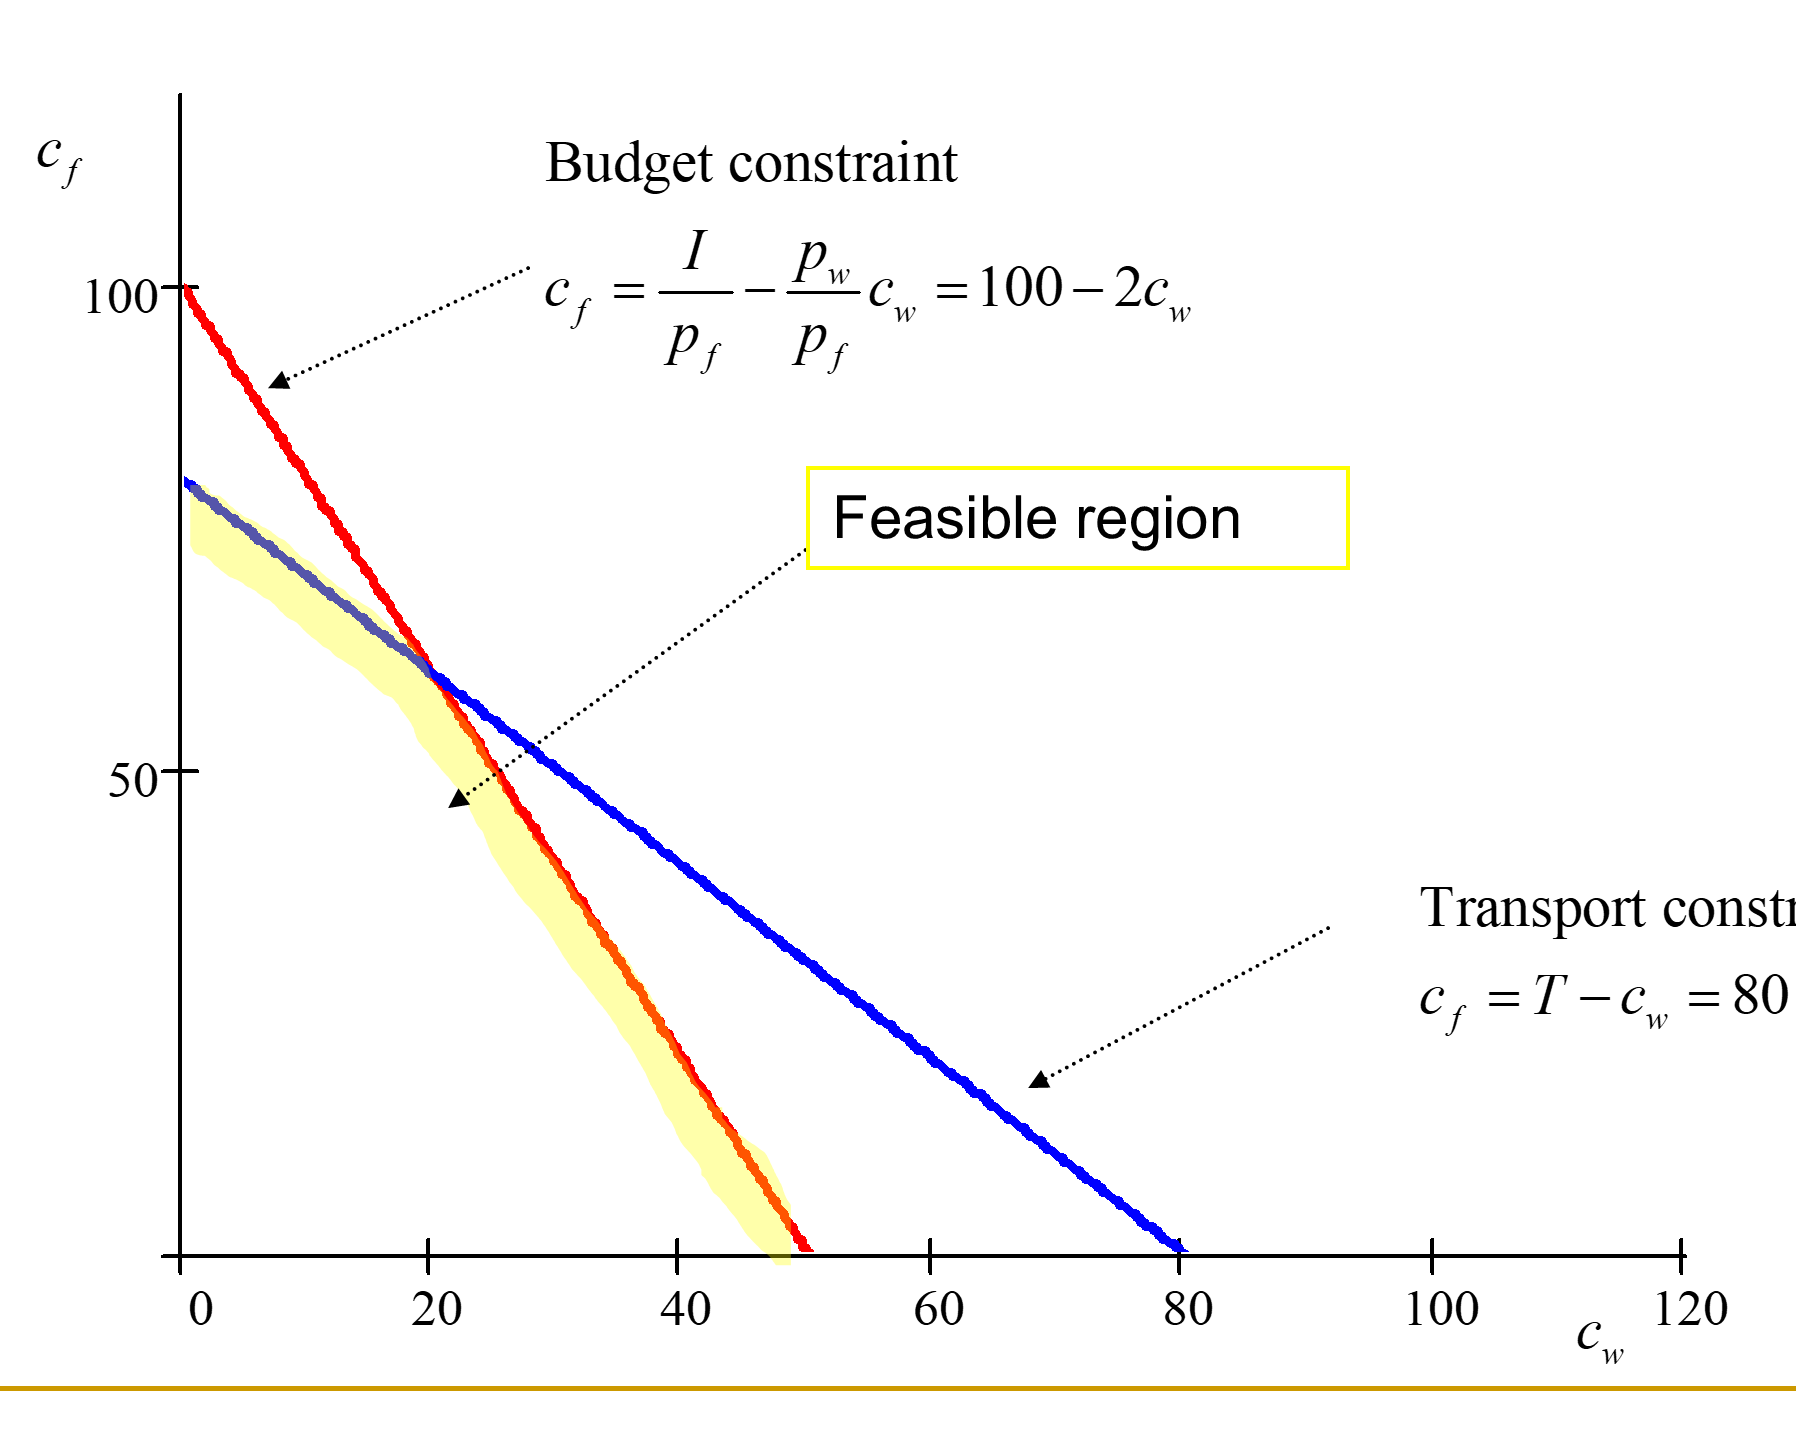 c_f
Budget constraint
c_f = I/p_f − p_w/p_f c_w = 100 − 2c_w
100
Feasible region
50
Transport constr
c_f = T − c_w = 80
0 20 40 60 80 100 120
c_w